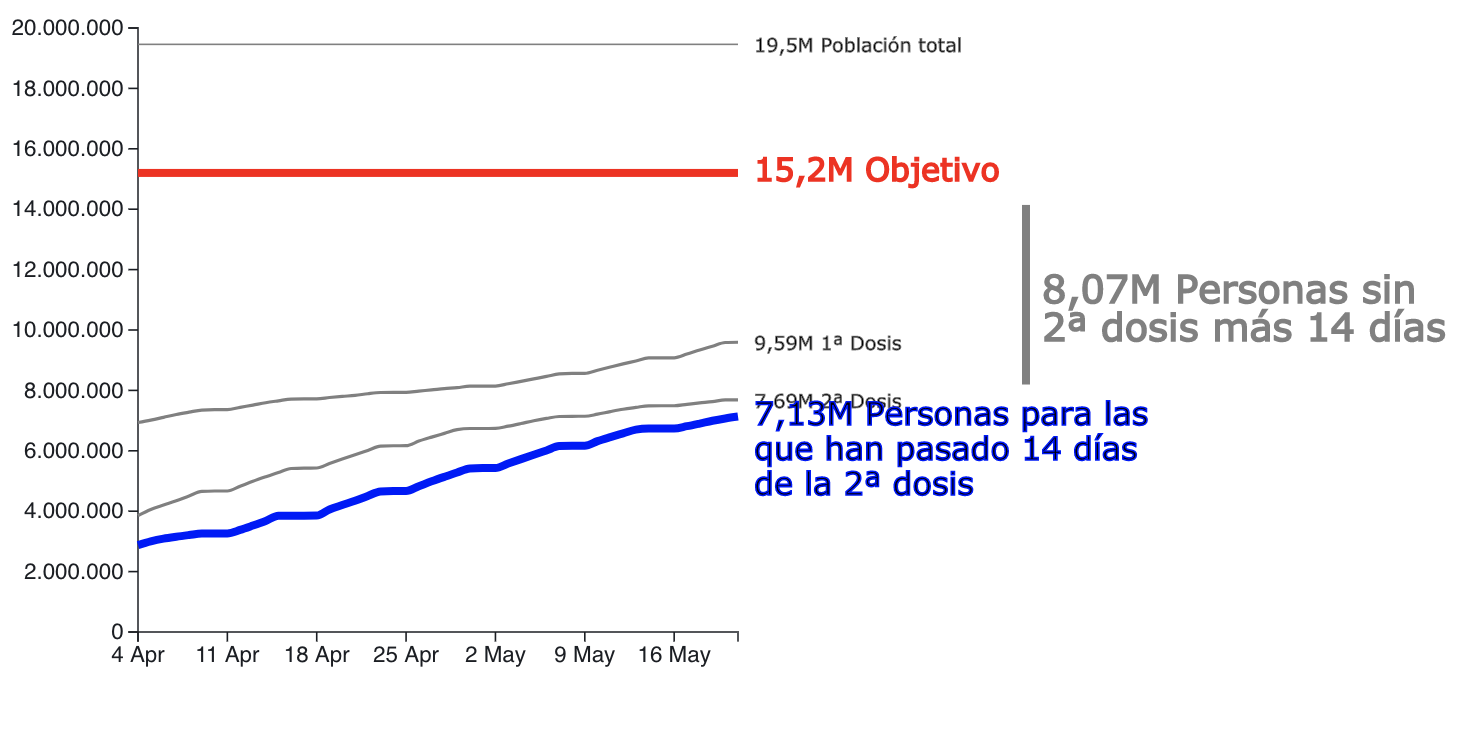 20.000.000
19,5M Población total
18.000.000
16.000.000
15,2M Objetivo
14.000.000
12.000.000
8,07M Personas sin
2ª dosis más 14 días
10.000.000
9,59M 1ª Dosis
8.000.000
7,69M 2ª Dosis
7,13M Personas para las
que han pasado 14 días
de la 2ª dosis
6.000.000
4.000.000
2.000.000
0
4 Apr 11 Apr 18 Apr 25 Apr 2 May 9 May 16 May